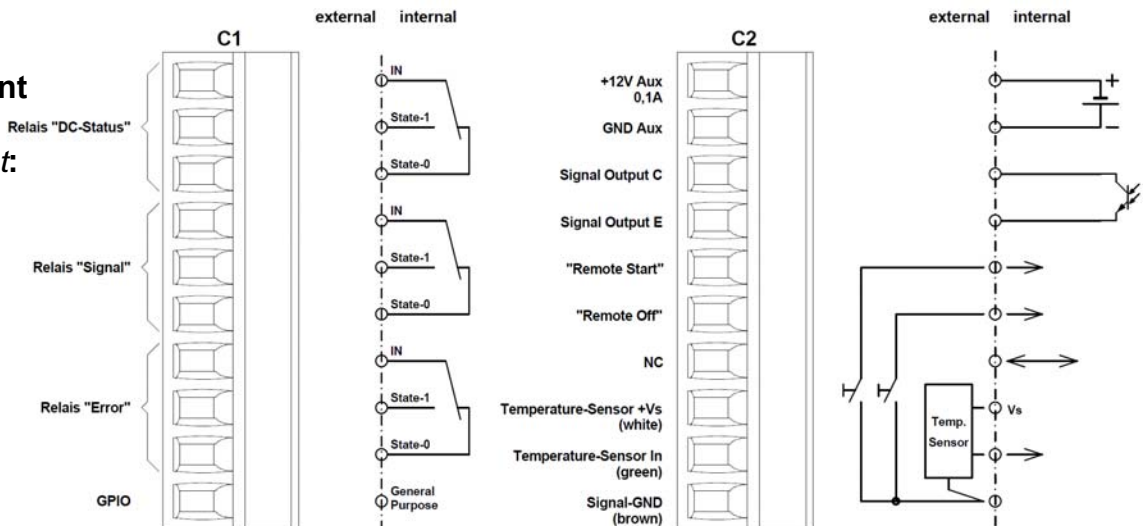 nt
t:
C1
external internal
Relais "DC-Status"
IN
State-1
State-0
Relais "Signal"
IN
State-1
State-0
Relais "Error"
IN
State-1
State-0
GPIO
General
Purpose
C2
external internal
+12V Aux
0,1A
+
GND Aux
–
Signal Output C
Signal Output E
"Remote Start"
"Remote Off"
NC
Temperature-Sensor +Vs
(white)
Vs
Temp.
Sensor
Temperature-Sensor In
(green)
Signal-GND
(brown)